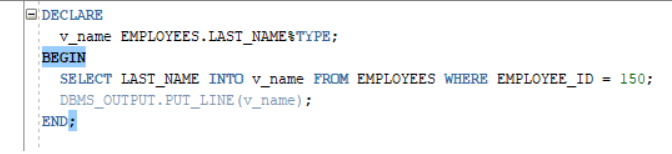 DECLARE
v_name EMPLOYEES.LAST_NAME%TYPE;
BEGIN
SELECT LAST_NAME INTO v_name FROM EMPLOYEES WHERE EMPLOYEE_ID = 150;
DBMS_OUTPUT.PUT_LINE(v_name);
END;